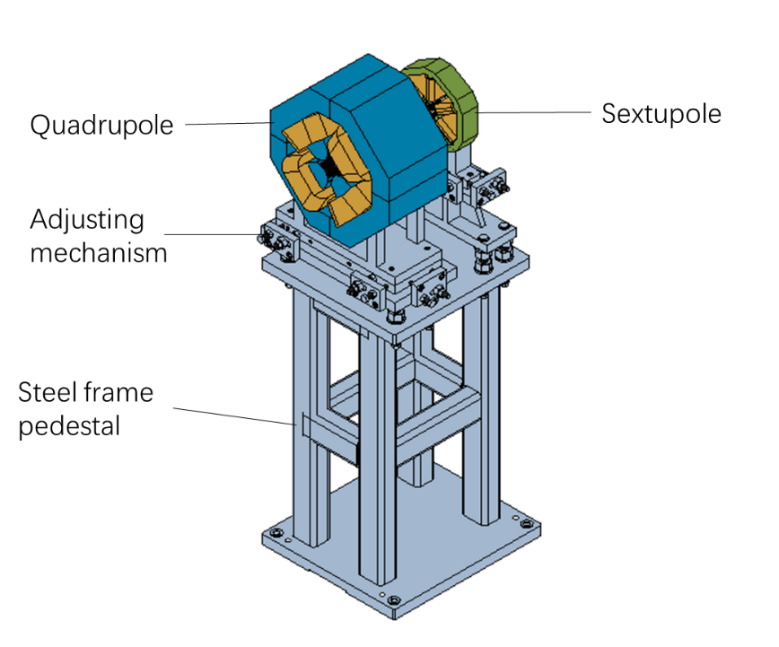 Quadrupole
Sextupole
Adjusting
mechanism
Steel frame
pedestal